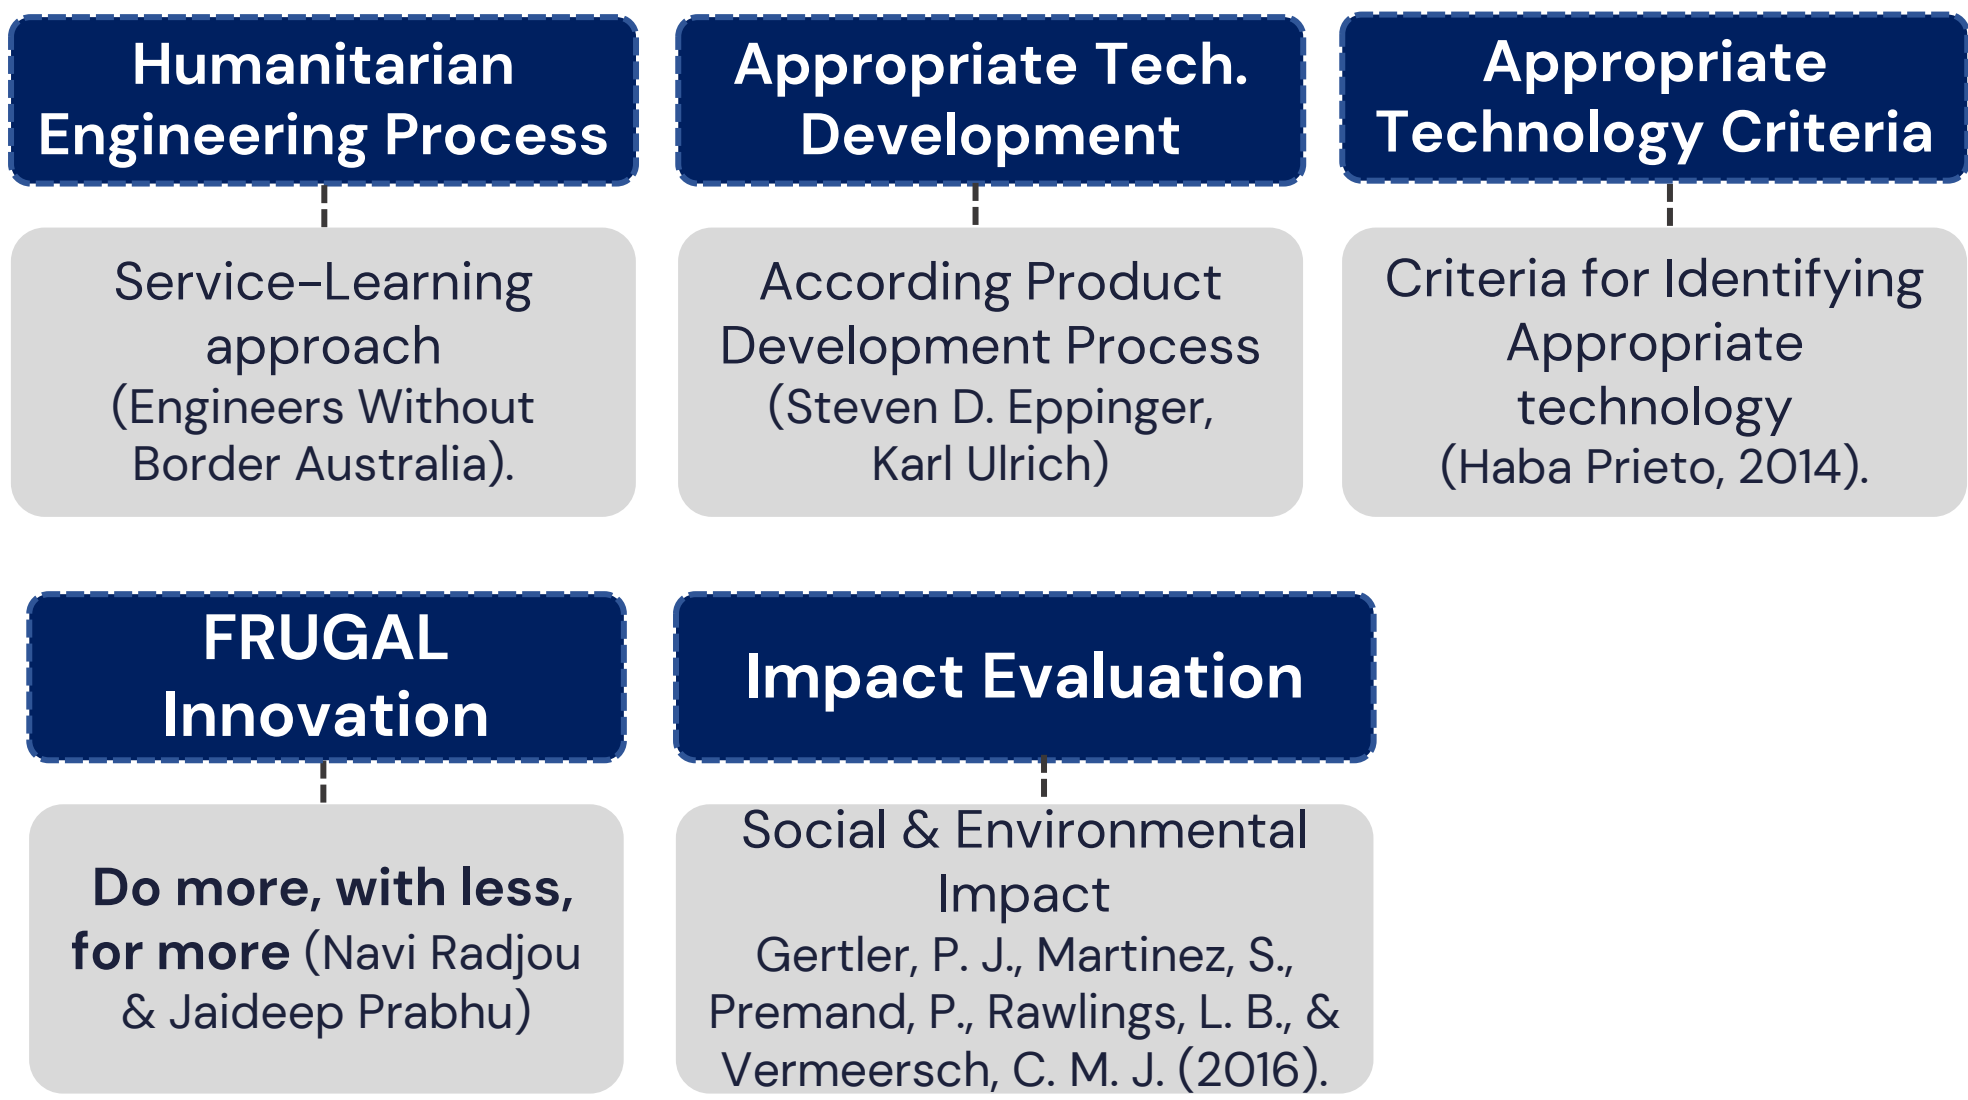 Humanitarian
Engineering Process
Service-Learning
approach
(Engineers Without
Border Australia).
Appropriate Tech.
Development
According Product
Development Process
(Steven D. Eppinger,
Karl Ulrich)
Appropriate
Technology Criteria
Criteria for Identifying
Appropriate
technology
(Haba Prieto, 2014).
FRUGAL
Innovation
Do more, with less,
for more (Navi Radjou
& Jaideep Prabhu)
Impact Evaluation
Social & Environmental
Impact
Gertler, P. J., Martinez, S.,
Premand, P., Rawlings, L. B., &
Vermeersch, C. M. J. (2016).